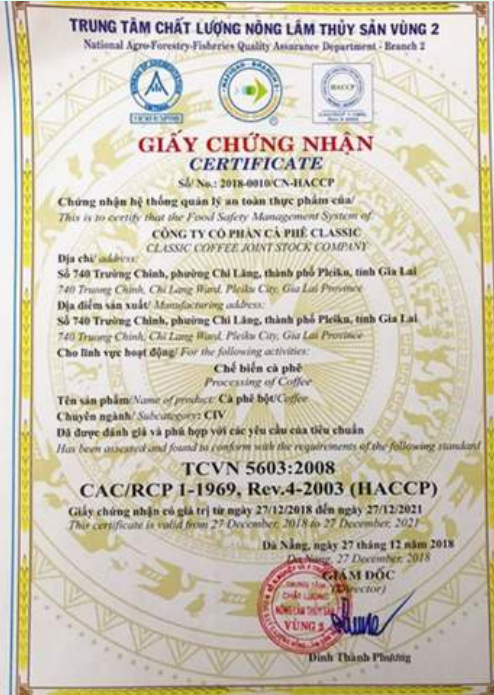 TRUNG TÂM CHẤT LƯỢNG NÔNG LÂM THỦY SẢN VÙNG 2
National Agro-Forestry-Fisheries Quality Assurance Department - Branch 2
HACCP
GIẤY CHỨNG NHẬN
CERTIFICATE
Số/ No.: 2018-0010/CN-HACCP
Chứng nhận hệ thống quản lý an toàn thực phẩm của/
This is to certify that the Food Safety Management System of:
CÔNG TY CỔ PHẦN CÀ PHÊ CLASSIC
CLASSIC COFFEE JOINT STOCK COMPANY
Địa chỉ/ address:
Số 740 Trường Chinh, phường Chi Lăng, thành phố Pleiku, tỉnh Gia Lai
740 Truong Chinh, Chi Lang Ward, Pleiku City, Gia Lai Province
Địa điểm sản xuất/ Manufacturing address:
Số 740 Trường Chinh, phường Chi Lăng, thành phố Pleiku, tỉnh Gia Lai
740 Truong Chinh, Chi Lang Ward, Pleiku City, Gia Lai Province
Cho lĩnh vực hoạt động/ For the following activities:
Chế biến cà phê
Processing of Coffee
Tên sản phẩm/Name of product: Cà phê bột/Coffee
Chuyên ngành/ Subcategory: CIV
Đã được đánh giá và phù hợp với các yêu cầu của tiêu chuẩn
Has been assessed and found to conform with the requirements of the following standard
TCVN 5603:2008
CAC/RCP 1-1969, Rev.4-2003 (HACCP)
Giấy chứng nhận có giá trị từ ngày 27/12/2018 đến ngày 27/12/2021
This certificate is valid from 27 December, 2018 to 27 December, 2021
Đà Nẵng, ngày 27 tháng 12 năm 2018
Da Nang, 27 December, 2018
GIÁM ĐỐC
(Director)
TRUNG TÂM
CHẤT LƯỢNG
NÔNG LÂM THỦY SẢN
VÙNG 2
Đinh Thành Phương